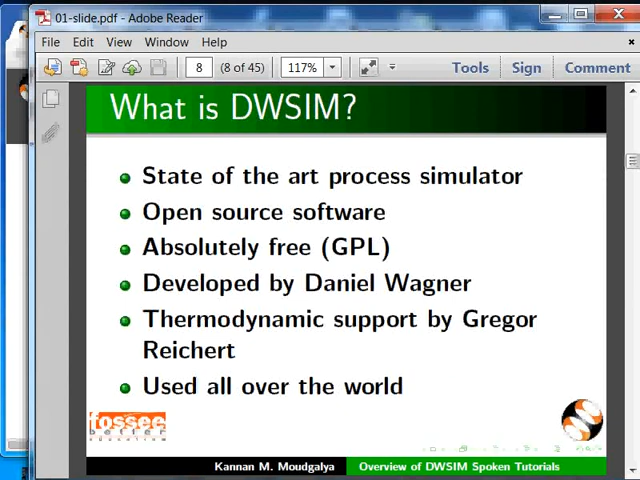 01-slide.pdf - Adobe Reader
File Edit View Window Help
8 (8 of 45) 117% Tools Sign Comment
What is DWSIM?
State of the art process simulator
Open source software
Absolutely free (GPL)
Developed by Daniel Wagner
Thermodynamic support by Gregor
Reichert
Used all over the world
fossee
Kannan M. Moudgalya Overview of DWSIM Spoken Tutorials